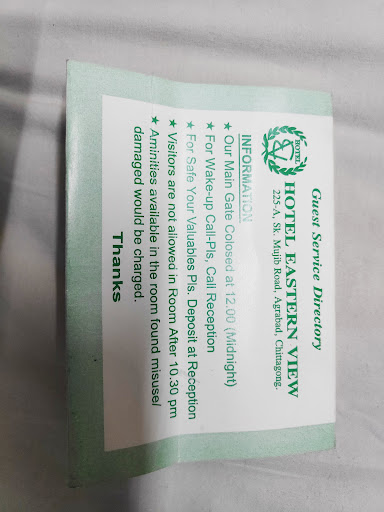 Guest Service Directory
HOTEL
HOTEL EASTERN VIEW
225-A, Sk. Mujib Road, Agrabad, Chittagong.
INFORMATION
★ Our Main Gate Colosed at 12.00 (Midnight)
★ For Wake-up Call-Pls, Call Reception
★ For Safe Your Valuables Pls. Deposit at Reception
★ Visitors are not allowed in Room After 10.30 pm
★ Aminities available in the room found misuse/
damaged would be charged.
Thanks